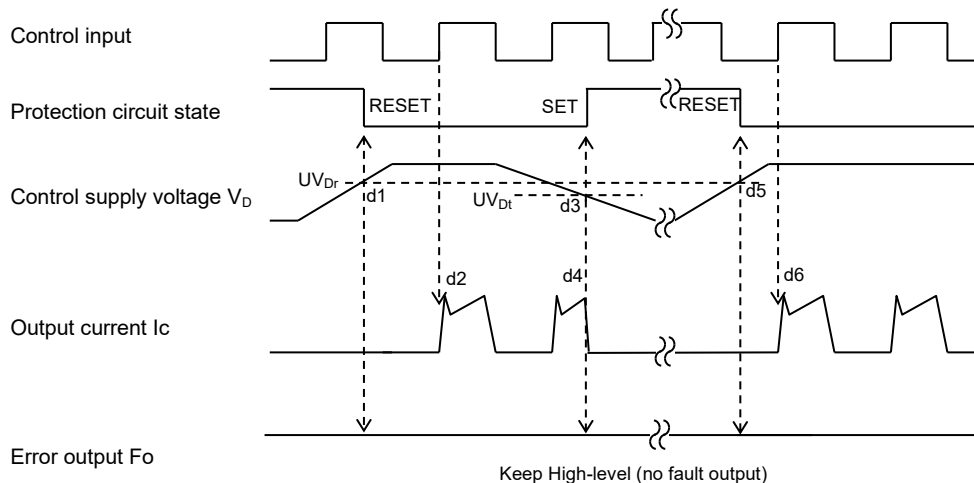 Control input
Protection circuit state
RESET
SET
RESET
Control supply voltage VD
UVDr
d1
UVDt
d3
d5
d2
d4
d6
Output current Ic
Error output Fo
Keep High-level (no fault output)